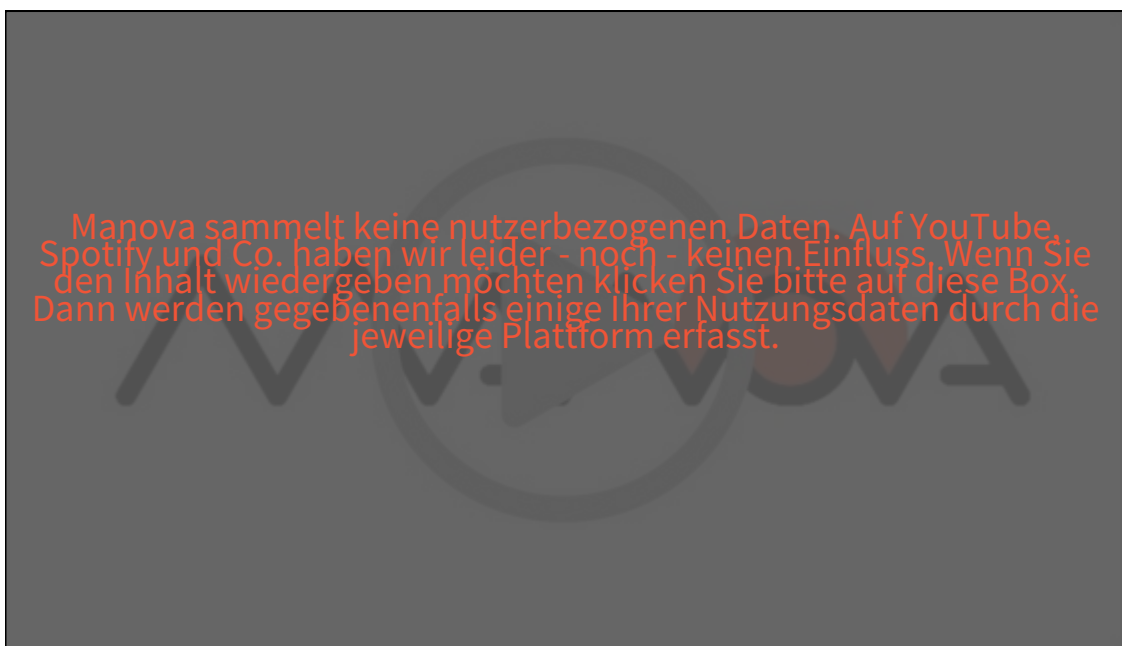 Manova sammelt keine nutzerbezogenen Daten. Auf YouTube,
Spotify und Co. haben wir leider - noch - keinen Einfluss. Wenn Sie
den Inhalt wiedergeben möchten klicken Sie bitte auf diese Box.
Dann werden gegebenenfalls einige Ihrer Nutzungsdaten durch die
jeweilige Plattform erfasst.
MANOVA